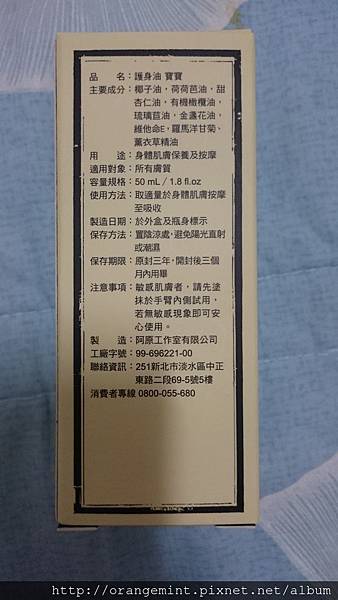 品　　名：護身油 寶寶
主要成分：椰子油，荷荷芭油，甜
杏仁油，有機橄欖油，
琉璃苣油，金盞花油，
維他命E，羅馬洋甘菊，
薰衣草精油
用　　途：身體肌膚保養及按摩
適用對象：所有膚質
容量規格：50 mL / 1.8 fl.oz
使用方法：取適量於身體肌膚按摩
至吸收
製造日期：於外盒及瓶身標示
保存方法：置陰涼處，避免陽光直射
或潮濕
保存期限：原封三年，開封後三個
月內用畢
注意事項：敏感肌膚者，請先塗
抹於手臂內側試用，
若無敏感現象即可安
心使用。
製　　造：阿原工作室有限公司
工廠字號：99-696221-00
聯絡資訊：251新北市淡水區中正
東路二段69-5號5樓
消費者專線 0800-055-680
http://orangemint.pixnet.net/album